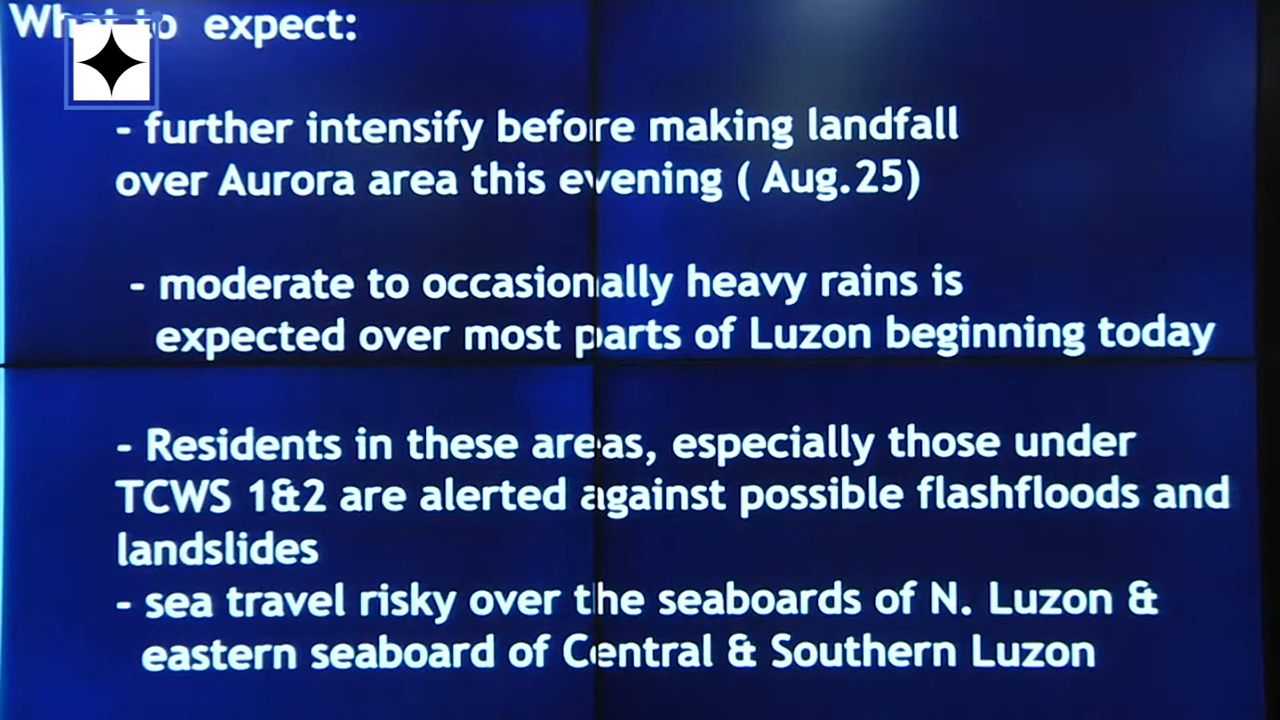 What to expect:
- further intensify before making landfall
over Aurora area this evening ( Aug.25)
- moderate to occasionally heavy rains is
expected over most parts of Luzon beginning today
- Residents in these areas, especially those under
TCWS 1&2 are alerted against possible flashfloods and
landslides
- sea travel risky over the seaboards of N. Luzon &
eastern seaboard of Central & Southern Luzon